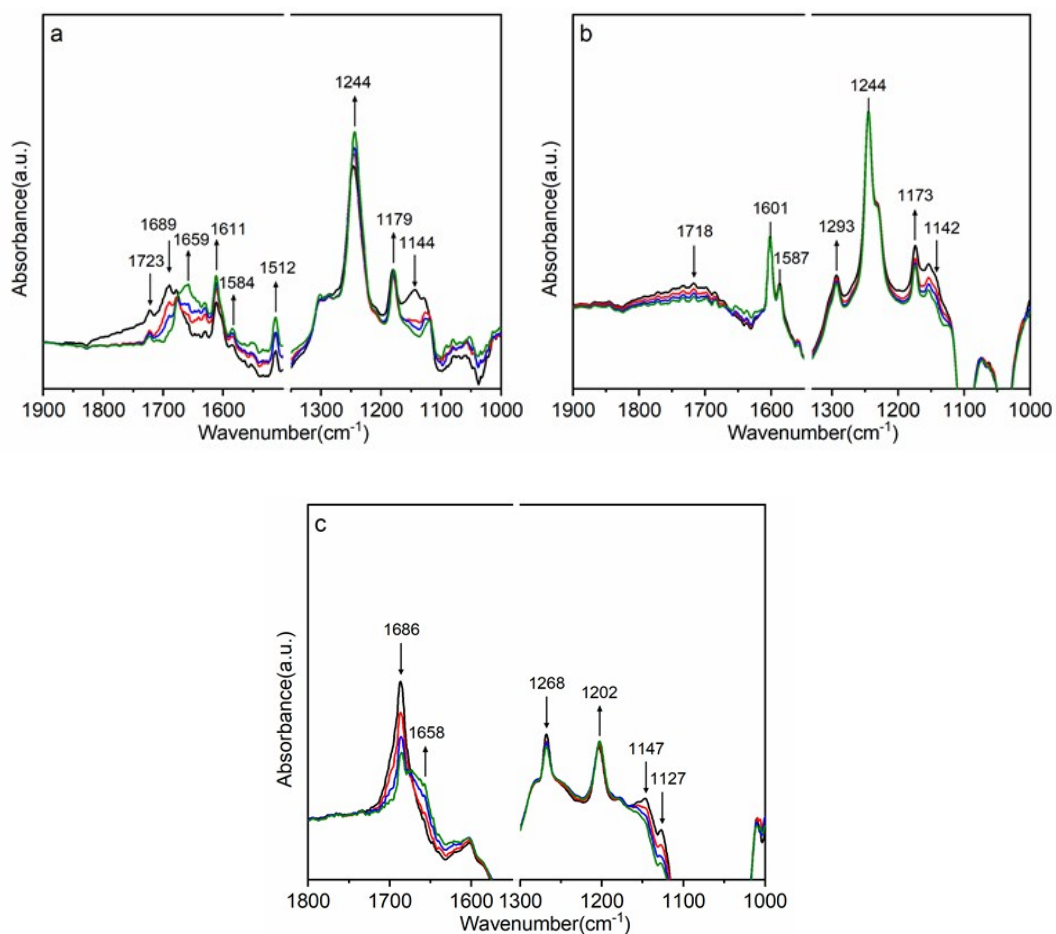 a
1244
1689
1659
1611
1723
1584
1512
1179
1144
Absorbance(a.u.)
1900 1800 1700 1600 1300 1200 1100 1000
Wavenumber(cm⁻¹)
b
1244
1601
1718
1587
1293
1173
1142
Absorbance(a.u.)
1900 1800 1700 1600 1300 1200 1100 1000
Wavenumber(cm⁻¹)
c
1686
1658
1268
1202
1147
1127
Absorbance(a.u.)
1800 1700 1600 1300 1200 1100 1000
Wavenumber(cm⁻¹)